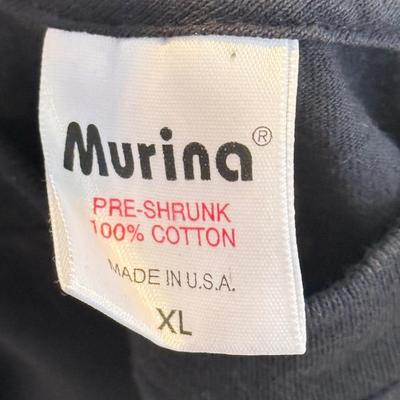 Murina®
PRE-SHRUNK
100% COTTON
MADE IN U.S.A.
XL